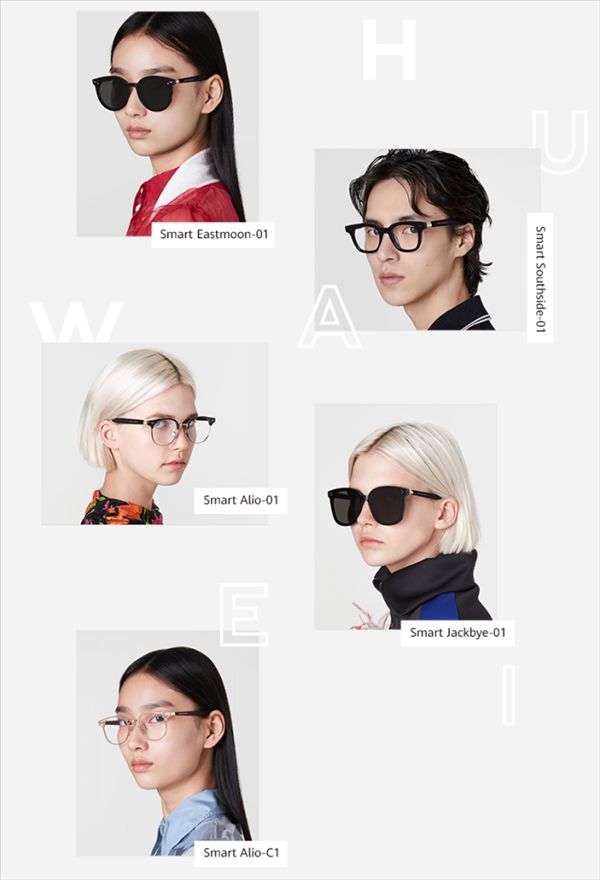 H
U
Smart Eastmoon-01
Smart Southside-01
W
A
Smart Alio-01
E
Smart Jackbye-01
I
Smart Alio-C1